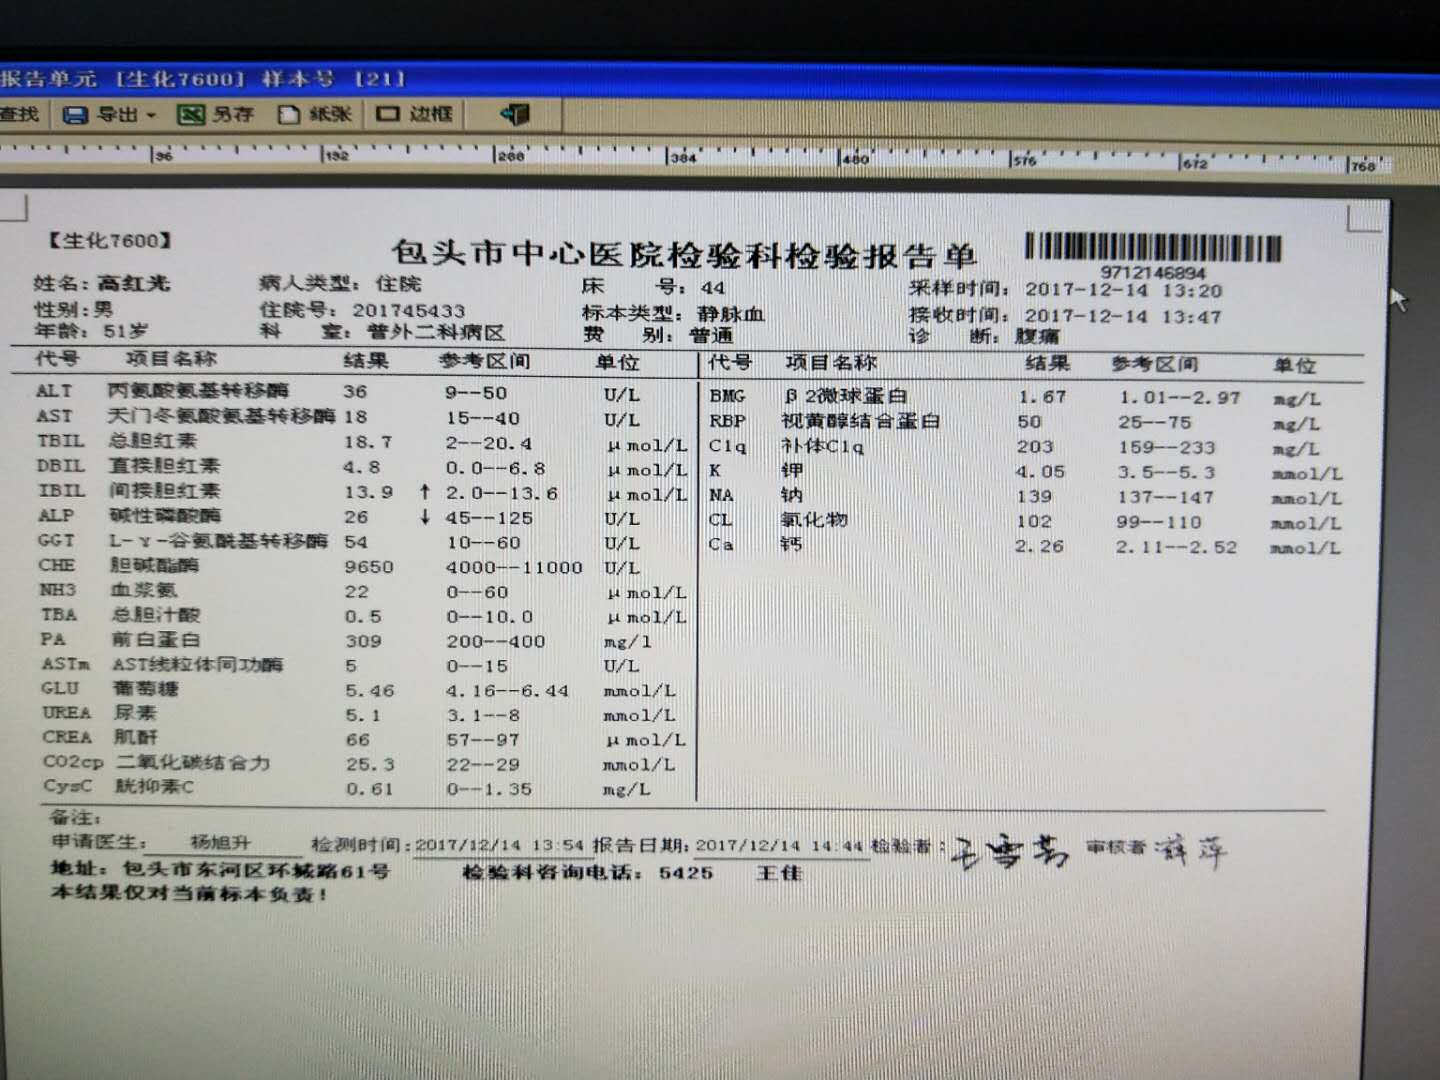 报告单元 [生化7600] 样本号 [21]
查找 导出 另存 纸张 边框
96 192 288 384 480 576 672 768
【生化7600】
包头市中心医院检验科检验报告单
9712146894
姓名: 高红光 病人类型: 住院 床 号: 44 采样时间: 2017-12-14 13:20
性别: 男 住院号: 201745433 标本类型: 静脉血 接收时间: 2017-12-14 13:47
年龄: 51岁 科 室: 普外二科病区 费 别: 普通 诊 断: 腹痛
代号 项目名称 结果 参考区间 单位 代号 项目名称 结果 参考区间 单位
ALT 丙氨酸氨基转移酶 36 9--50 U/L BMG β2微球蛋白 1.67 1.01--2.97 mg/L
AST 天门冬氨酸氨基转移酶 18 15--40 U/L RBP 视黄醇结合蛋白 50 25--75 mg/L
TBIL 总胆红素 18.7 2--20.4 μmol/L C1q 补体C1q 203 159--233 mg/L
DBIL 直接胆红素 4.8 0.0--6.8 μmol/L K 钾 4.05 3.5--5.3 mmol/L
IBIL 间接胆红素 13.9 ↑ 2.0--13.6 μmol/L NA 钠 139 137--147 mmol/L
ALP 碱性磷酸酶 26 ↓ 45--125 U/L CL 氯化物 102 99--110 mmol/L
GGT L-γ-谷氨酰基转移酶 54 10--60 U/L Ca 钙 2.26 2.11--2.52 mmol/L
CHE 胆碱酯酶 9650 4000--11000 U/L
NH3 血浆氨 22 0--60 μmol/L
TBA 总胆汁酸 0.5 0--10.0 μmol/L
PA 前白蛋白 309 200--400 mg/l
ASTm AST线粒体同功酶 5 0--15 U/L
GLU 葡萄糖 5.46 4.16--6.44 mmol/L
UREA 尿素 5.1 3.1--8 mmol/L
CREA 肌酐 66 57--97 μmol/L
CO2cp 二氧化碳结合力 25.3 22--29 mmol/L
CysC 胱抑素C 0.61 0--1.35 mg/L
备注:
申请医生: 杨旭升 检测时间: 2017/12/14 13:54 报告日期: 2017/12/14 14:44 检验者: 审核者
地址: 包头市东河区环城路61号 检验科咨询电话: 5425 王佳
本结果仅对当前标本负责!